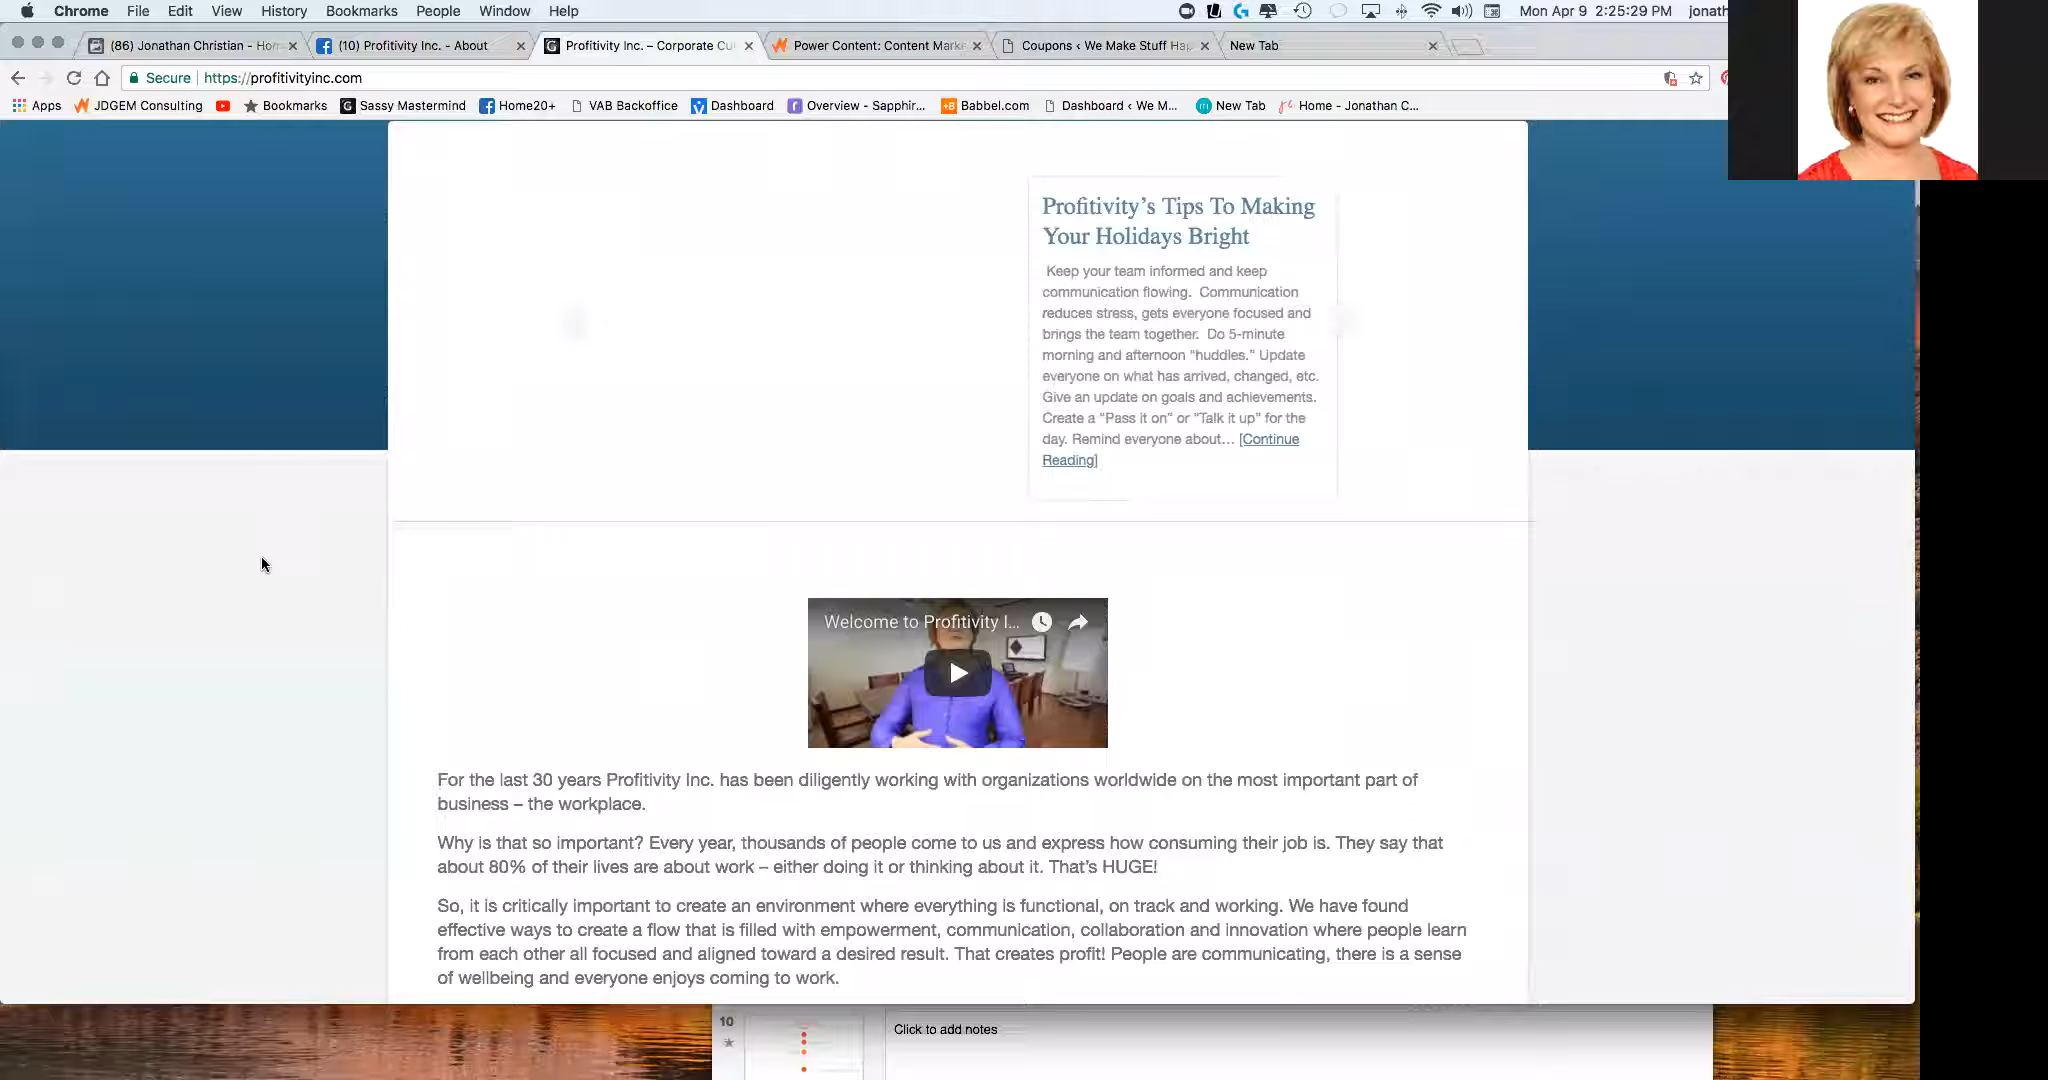 Chrome File Edit View History Bookmarks People Window Help Mon Apr 9 2:25:29 PM jonath
(86) Jonathan Christian - Hom
(10) Profitivity Inc. - About
Profitivity Inc. – Corporate Cu
Power Content: Content Marke
Coupons ‹ We Make Stuff Ha
New Tab
Secure https://profitivityinc.com
Apps JDGEM Consulting Bookmarks Sassy Mastermind Home20+ VAB Backoffice Dashboard Overview - Sapphir... Babbel.com Dashboard ‹ We M... New Tab Home - Jonathan C...
Profitivity’s Tips To Making
Your Holidays Bright
Keep your team informed and keep
communication flowing. Communication
reduces stress, gets everyone focused and
brings the team together. Do 5-minute
morning and afternoon “huddles.” Update
everyone on what has arrived, changed, etc.
Give an update on goals and achievements.
Create a “Pass it on” or “Talk it up” for the
day. Remind everyone about… [Continue
Reading]
Welcome to Profitivity I...
For the last 30 years Profitivity Inc. has been diligently working with organizations worldwide on the most important part of
business – the workplace.
Why is that so important? Every year, thousands of people come to us and express how consuming their job is. They say that
about 80% of their lives are about work – either doing it or thinking about it. That’s HUGE!
So, it is critically important to create an environment where everything is functional, on track and working. We have found
effective ways to create a flow that is filled with empowerment, communication, collaboration and innovation where people learn
from each other all focused and aligned toward a desired result. That creates profit! People are communicating, there is a sense
of wellbeing and everyone enjoys coming to work.
10
Click to add notes